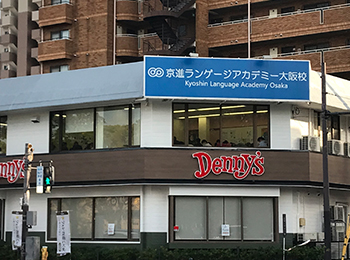 京進ランゲージアカデミー大阪校
Kyoshin Language Academy Osaka
Denny's
nny's